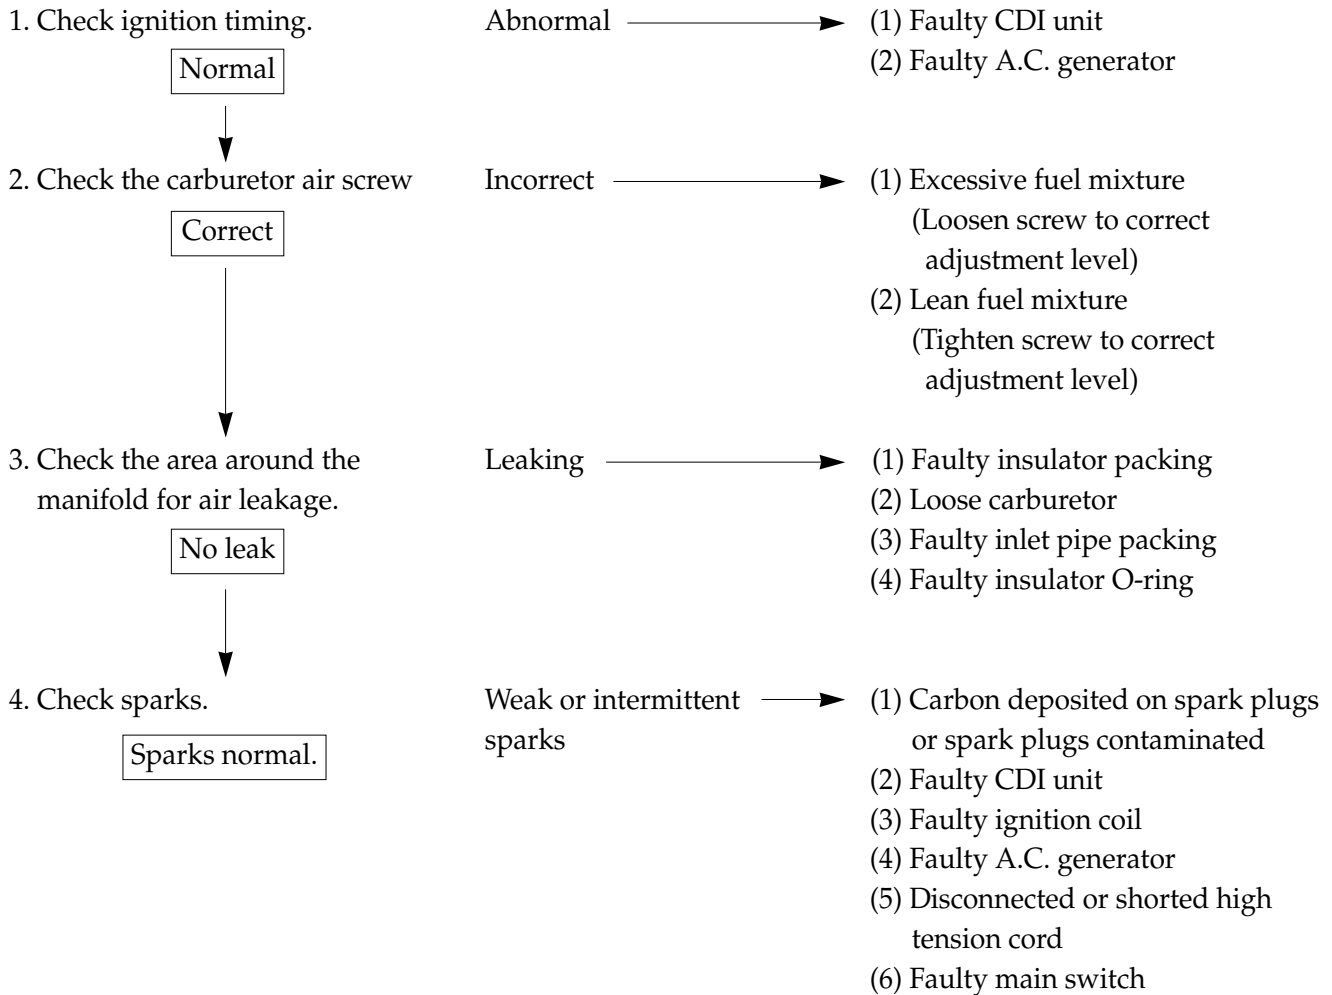 1. Check ignition timing.
Abnormal
(1) Faulty CDI unit
(2) Faulty A.C. generator
Normal
2. Check the carburetor air screw
Incorrect
(1) Excessive fuel mixture
(Loosen screw to correct
adjustment level)
(2) Lean fuel mixture
(Tighten screw to correct
adjustment level)
Correct
3. Check the area around the
manifold for air leakage.
Leaking
(1) Faulty insulator packing
(2) Loose carburetor
(3) Faulty inlet pipe packing
(4) Faulty insulator O-ring
No leak
4. Check sparks.
Weak or intermittent
sparks
(1) Carbon deposited on spark plugs
or spark plugs contaminated
(2) Faulty CDI unit
(3) Faulty ignition coil
(4) Faulty A.C. generator
(5) Disconnected or shorted high
tension cord
(6) Faulty main switch
Sparks normal.